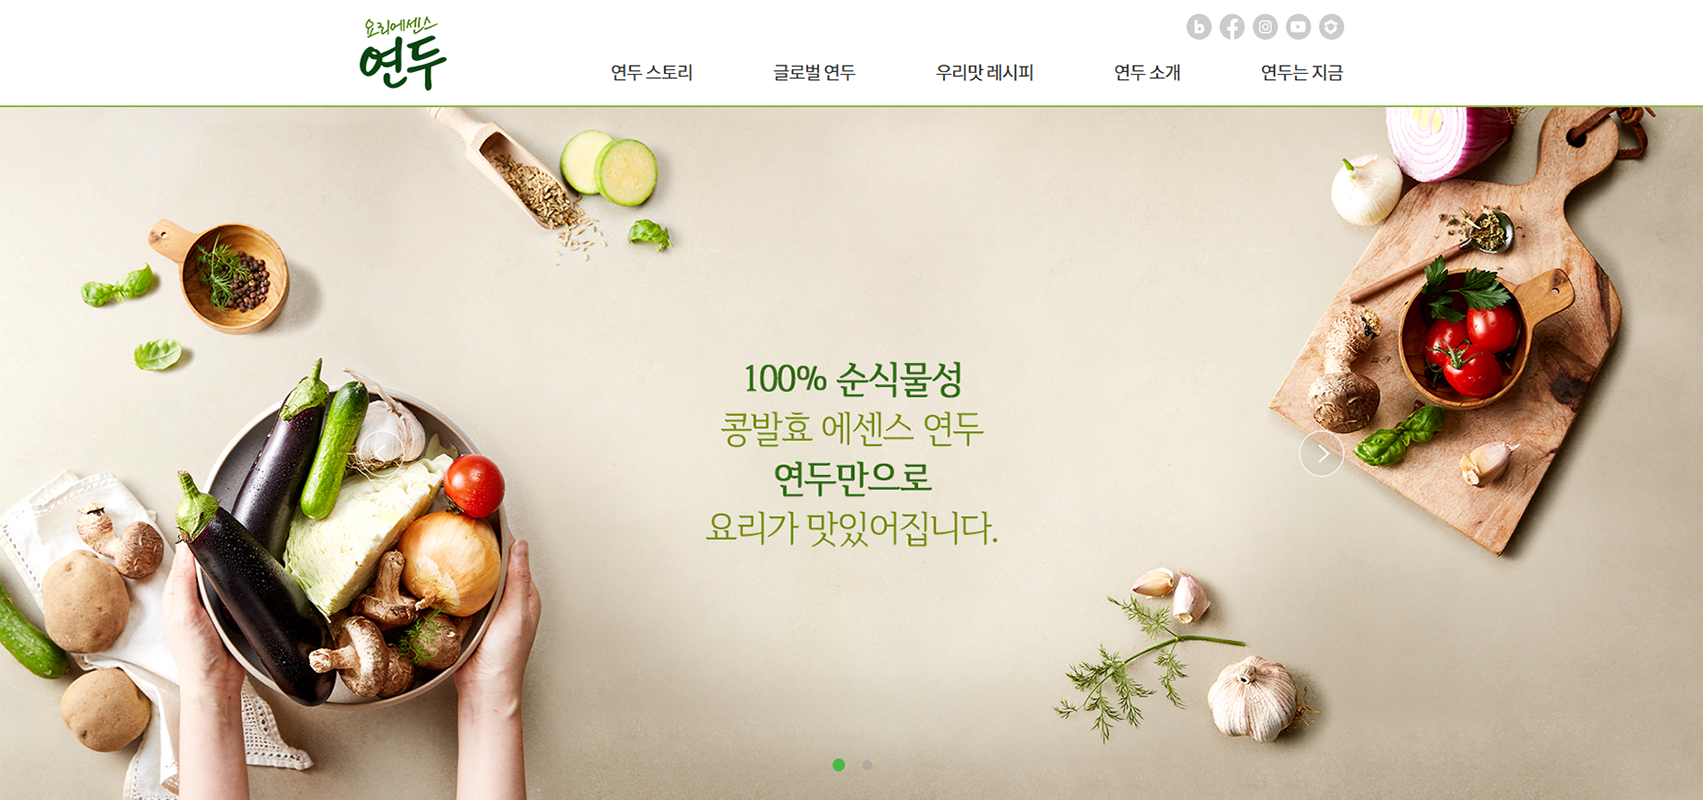 요리에센스
연두
연두 스토리
글로벌 연두
우리맛 레시피
연두 소개
연두는 지금
100% 순식물성
콩발효 에센스 연두
연두만으로
요리가 맛있어집니다.